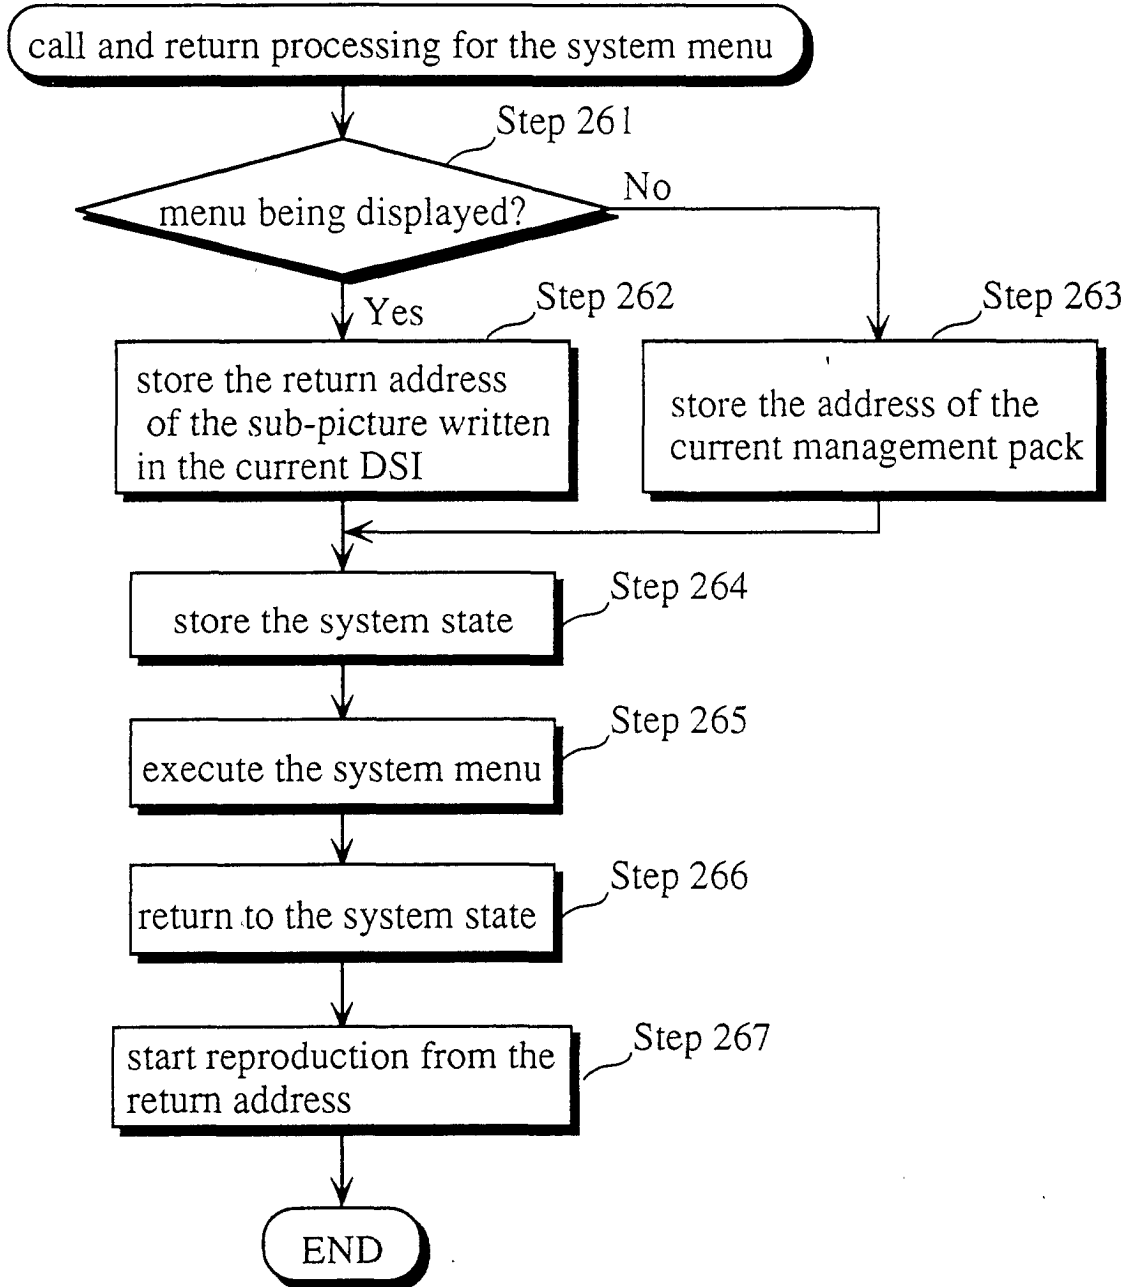 call and return processing for the system menu
Step 261
menu being displayed?
No
Yes
Step 262
store the return address
of the sub-picture written
in the current DSI
Step 263
store the address of the
current management pack
Step 264
store the system state
Step 265
execute the system menu
Step 266
return to the system state
Step 267
start reproduction from the
return address
END